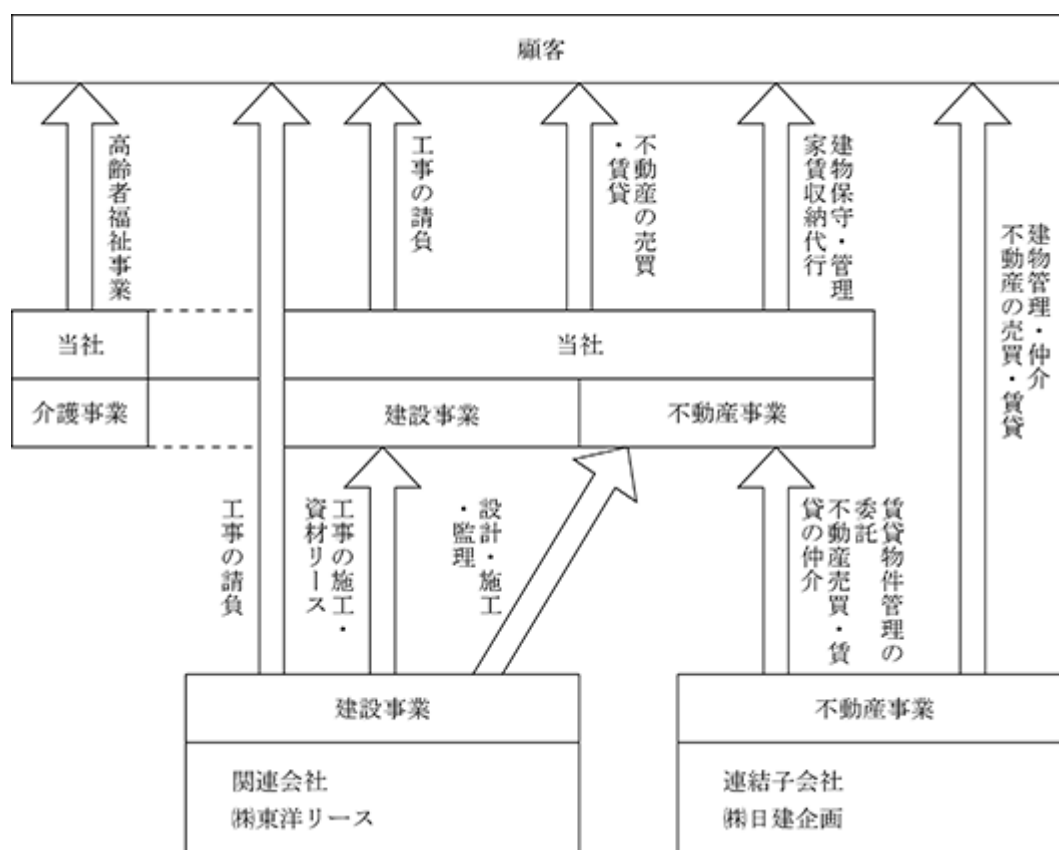 顧客
高齢者福祉事業
工事の請負
不動産の売買
・賃貸
建物保守・管理
家賃収納代行
建物管理・仲介
不動産の売買・賃貸
当社
当社
介護事業
建設事業
不動産事業
工事の請負
工事の施工・
資材リース
設計・施工
・監理
賃貸物件管理の
委託
不動産売買・賃
貸の仲介
建設事業
不動産事業
関連会社
㈱東洋リース
連結子会社
㈱日建企画